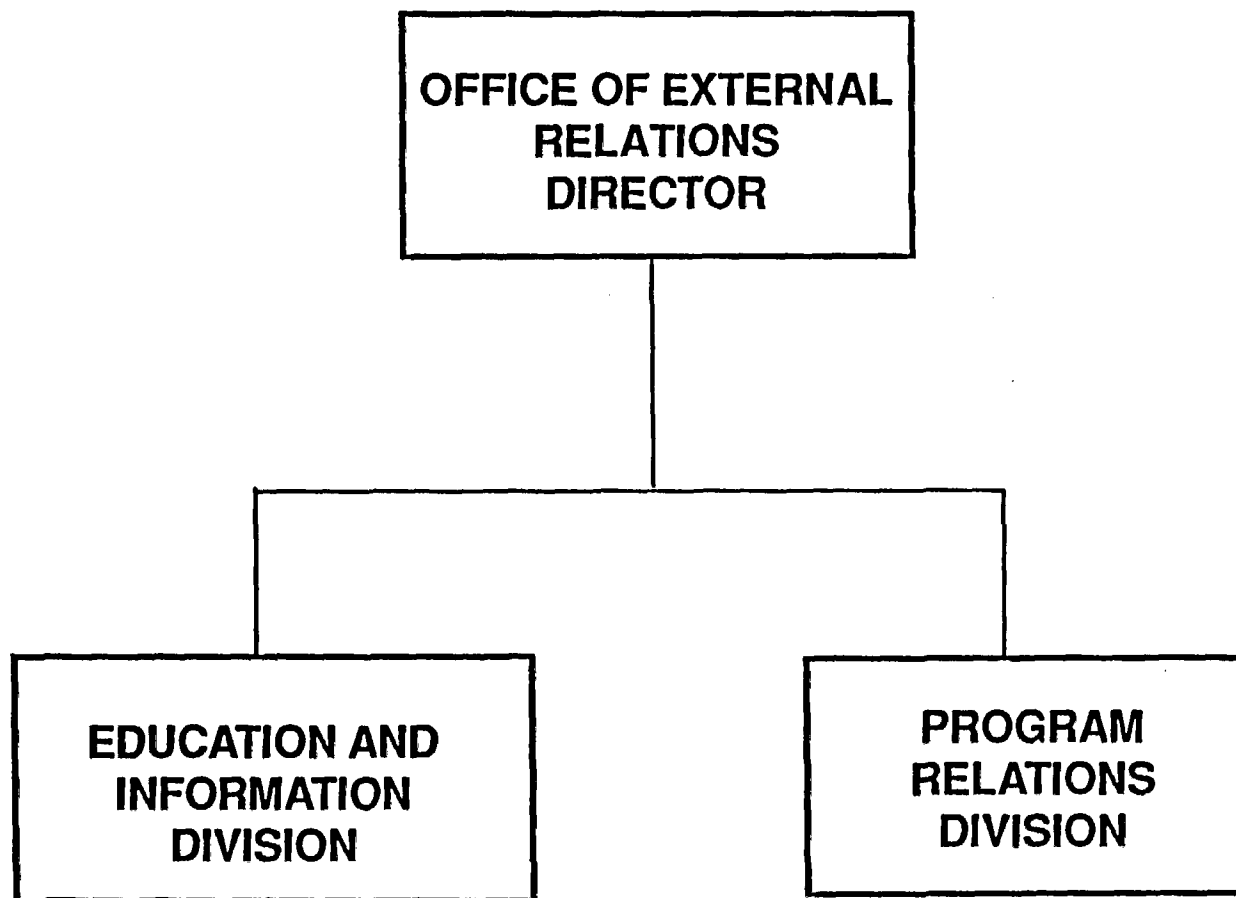 OFFICE OF EXTERNAL
RELATIONS
DIRECTOR
EDUCATION AND
INFORMATION
DIVISION
PROGRAM
RELATIONS
DIVISION